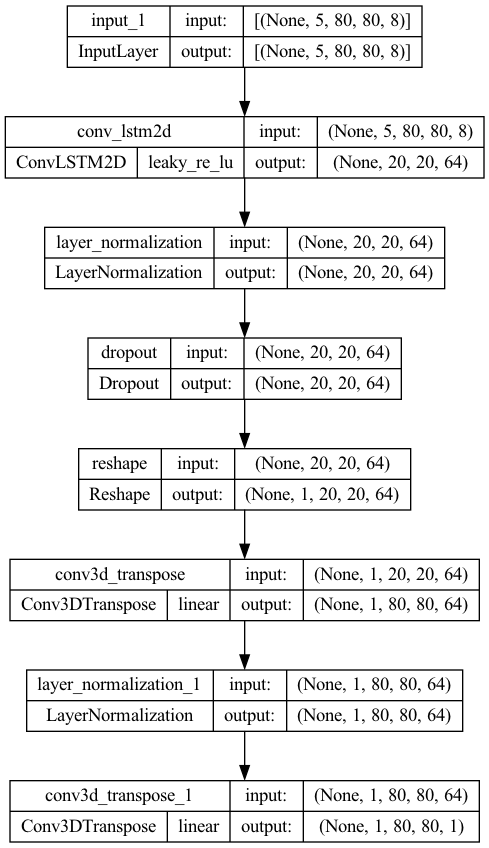 input_1 input: [(None, 5, 80, 80, 8)]
InputLayer output: [(None, 5, 80, 80, 8)]
conv_lstm2d input: (None, 5, 80, 80, 8)
ConvLSTM2D leaky_re_lu output: (None, 20, 20, 64)
layer_normalization input: (None, 20, 20, 64)
LayerNormalization output: (None, 20, 20, 64)
dropout input: (None, 20, 20, 64)
Dropout output: (None, 20, 20, 64)
reshape input: (None, 20, 20, 64)
Reshape output: (None, 1, 20, 20, 64)
conv3d_transpose input: (None, 1, 20, 20, 64)
Conv3DTranspose linear output: (None, 1, 80, 80, 64)
layer_normalization_1 input: (None, 1, 80, 80, 64)
LayerNormalization output: (None, 1, 80, 80, 64)
conv3d_transpose_1 input: (None, 1, 80, 80, 64)
Conv3DTranspose linear output: (None, 1, 80, 80, 1)